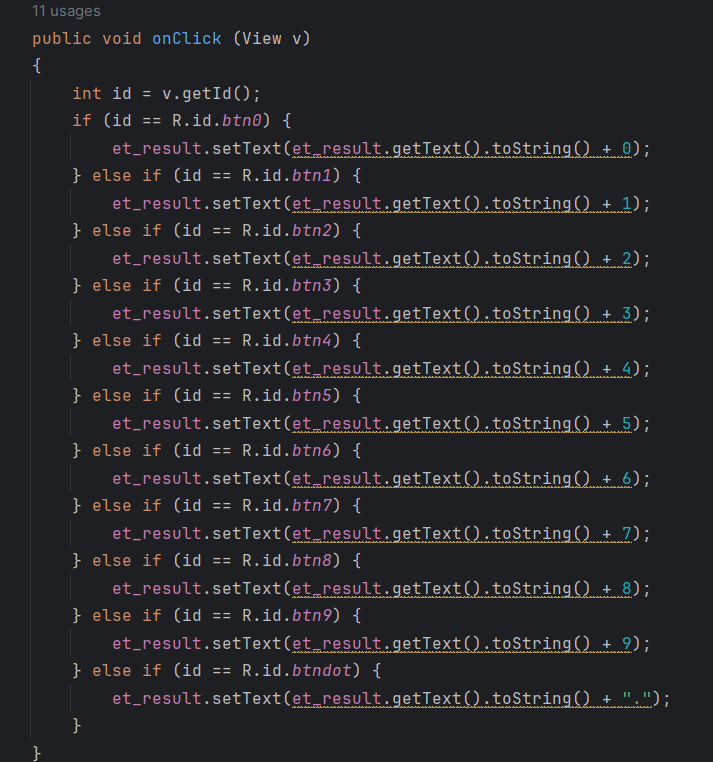 11 usages
public void onClick (View v)
{
    int id = v.getId();
    if (id == R.id.btn0) {
        et_result.setText(et_result.getText().toString() + 0);
    } else if (id == R.id.btn1) {
        et_result.setText(et_result.getText().toString() + 1);
    } else if (id == R.id.btn2) {
        et_result.setText(et_result.getText().toString() + 2);
    } else if (id == R.id.btn3) {
        et_result.setText(et_result.getText().toString() + 3);
    } else if (id == R.id.btn4) {
        et_result.setText(et_result.getText().toString() + 4);
    } else if (id == R.id.btn5) {
        et_result.setText(et_result.getText().toString() + 5);
    } else if (id == R.id.btn6) {
        et_result.setText(et_result.getText().toString() + 6);
    } else if (id == R.id.btn7) {
        et_result.setText(et_result.getText().toString() + 7);
    } else if (id == R.id.btn8) {
        et_result.setText(et_result.getText().toString() + 8);
    } else if (id == R.id.btn9) {
        et_result.setText(et_result.getText().toString() + 9);
    } else if (id == R.id.btndot) {
        et_result.setText(et_result.getText().toString() + ".");
    }
}